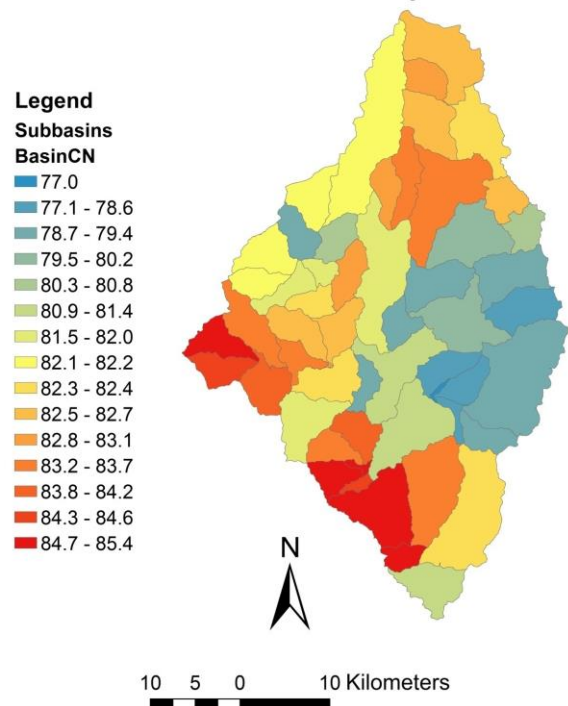 Legend
Subbasins
BasinCN
77.0
77.1 - 78.6
78.7 - 79.4
79.5 - 80.2
80.3 - 80.8
80.9 - 81.4
81.5 - 82.0
82.1 - 82.2
82.3 - 82.4
82.5 - 82.7
82.8 - 83.1
83.2 - 83.7
83.8 - 84.2
84.3 - 84.6
84.7 - 85.4
N
10 5 0 10 Kilometers